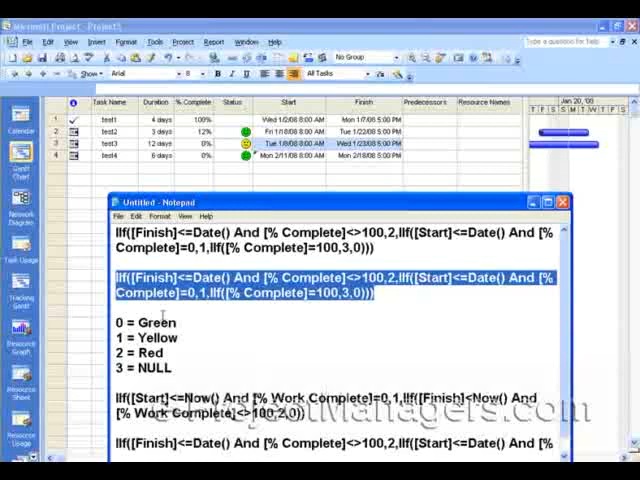 Microsoft Project - Project1
File Edit View Insert Format Tools Project Report Window Help
Type a question for help
No Group
Show Arial 8 B I U All Tasks
Task Name Duration % Complete Status Start Finish Predecessors Resource Names
Jan 20, '08
T F S S M T W T F S
1 test1 4 days 100% Wed 1/2/08 8:00 AM Mon 1/7/08 5:00 PM
2 test2 3 days 12% Fri 1/18/08 8:00 AM Tue 1/22/08 5:00 PM
3 test3 12 days 0% Tue 1/8/08 8:00 AM Wed 1/23/08 5:00 PM
4 test4 6 days 0% Mon 2/11/08 8:00 AM Mon 2/18/08 5:00 PM
Calendar
Gantt
Chart
Network
Diagram
Task Usage
Tracking
Gantt
Resource
Graph
Resource
Sheet
Resource
Usage
Untitled - Notepad
File Edit Format View Help
IIf([Finish]<=Date() And [% Complete]<>100,2,IIf([Start]<=Date() And [%
Complete]=0,1,IIf([% Complete]=100,3,0)))
IIf([Finish]<=Date() And [% Complete]<>100,2,IIf([Start]<=Date() And [%
Complete]=0,1,IIf([% Complete]=100,3,0)))
0 = Green
1 = Yellow
2 = Red
3 = NULL
IIf([Start]<=Now() And [% Work Complete]=0,1,IIf([Finish]<Now() And
[% Work Complete]<>100,2,0))
ProjectManagers.com
IIf([Finish]<=Date() And [% Complete]<>100,2,IIf([Start]<=Date() And [%